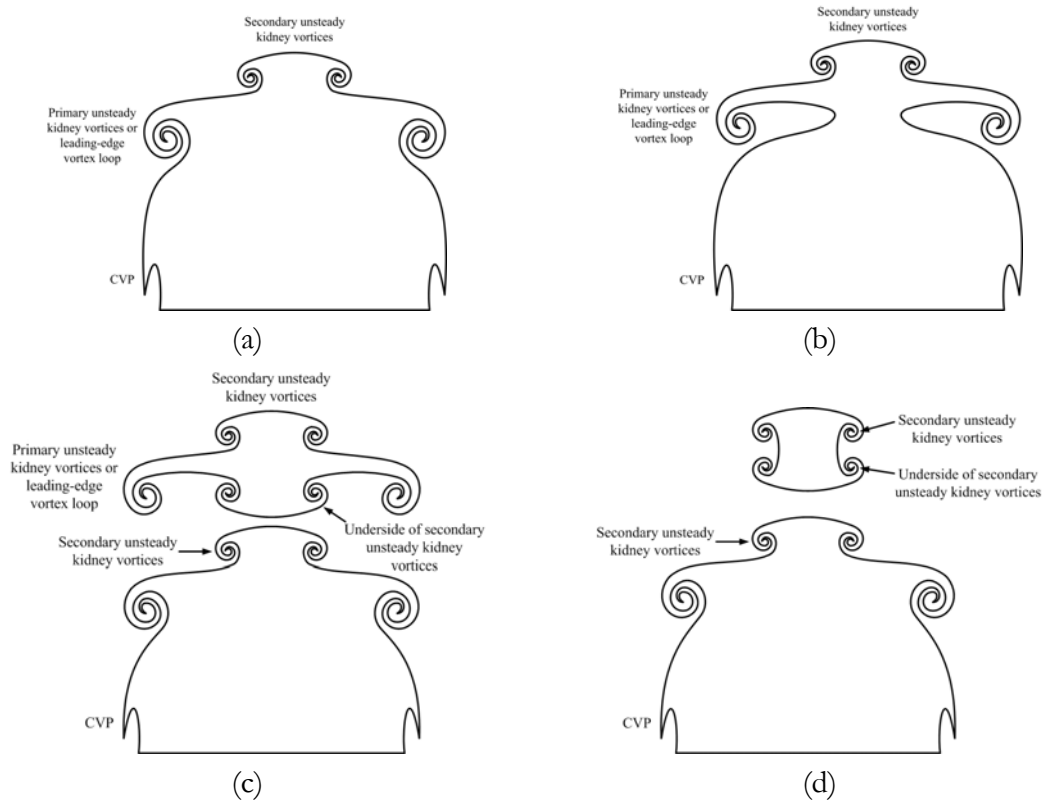 Secondary unsteady
kidney vortices
Primary unsteady
kidney vortices or
leading-edge
vortex loop
CVP
(a)
Secondary unsteady
kidney vortices
Primary unsteady
kidney vortices or
leading-edge
vortex loop
CVP
(b)
Secondary unsteady
kidney vortices
Primary unsteady
kidney vortices or
leading-edge
vortex loop
Secondary unsteady
kidney vortices
Underside of secondary
unsteady kidney
vortices
CVP
(c)
Secondary unsteady
kidney vortices
Underside of secondary
unsteady kidney vortices
Secondary unsteady
kidney vortices
CVP
(d)